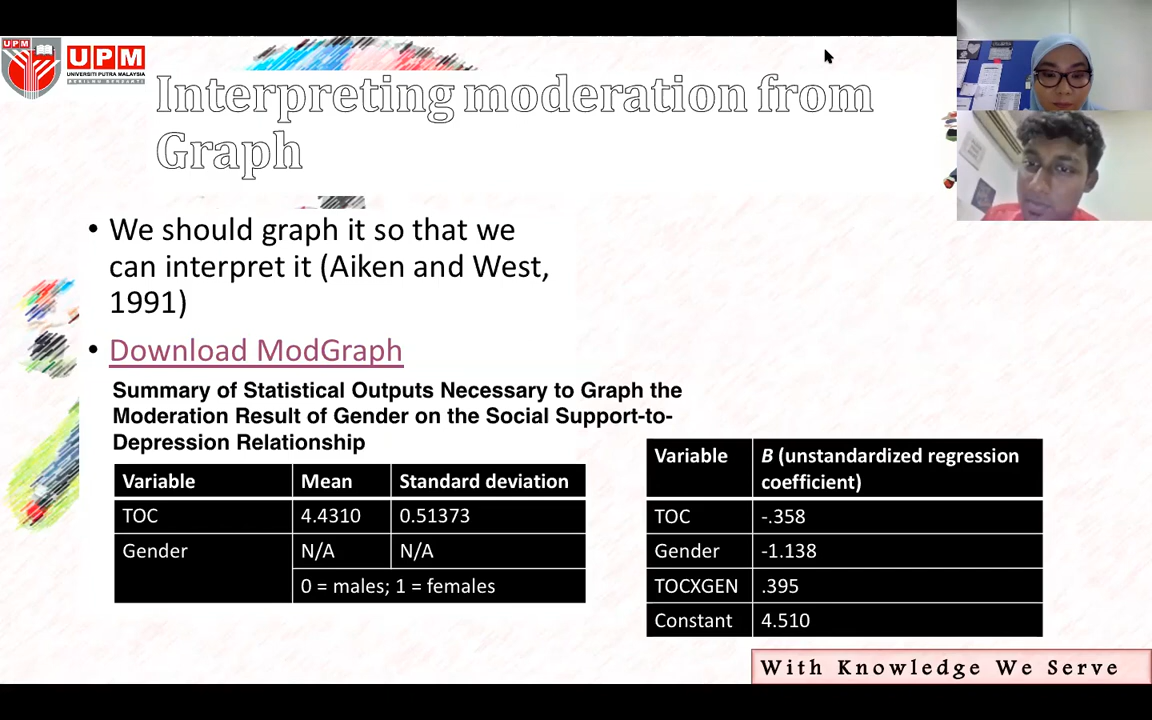 UPM
UPM
UNIVERSITI PUTRA MALAYSIA
BERILMU BERBAKTI
Interpreting moderation from
Graph
• We should graph it so that we
can interpret it (Aiken and West,
1991)
• Download ModGraph
Summary of Statistical Outputs Necessary to Graph the
Moderation Result of Gender on the Social Support-to-
Depression Relationship
Variable Mean Standard deviation
TOC 4.4310 0.51373
Gender N/A N/A
0 = males; 1 = females
Variable B (unstandardized regression
coefficient)
TOC -.358
Gender -1.138
TOCXGEN .395
Constant 4.510
With Knowledge We Serve